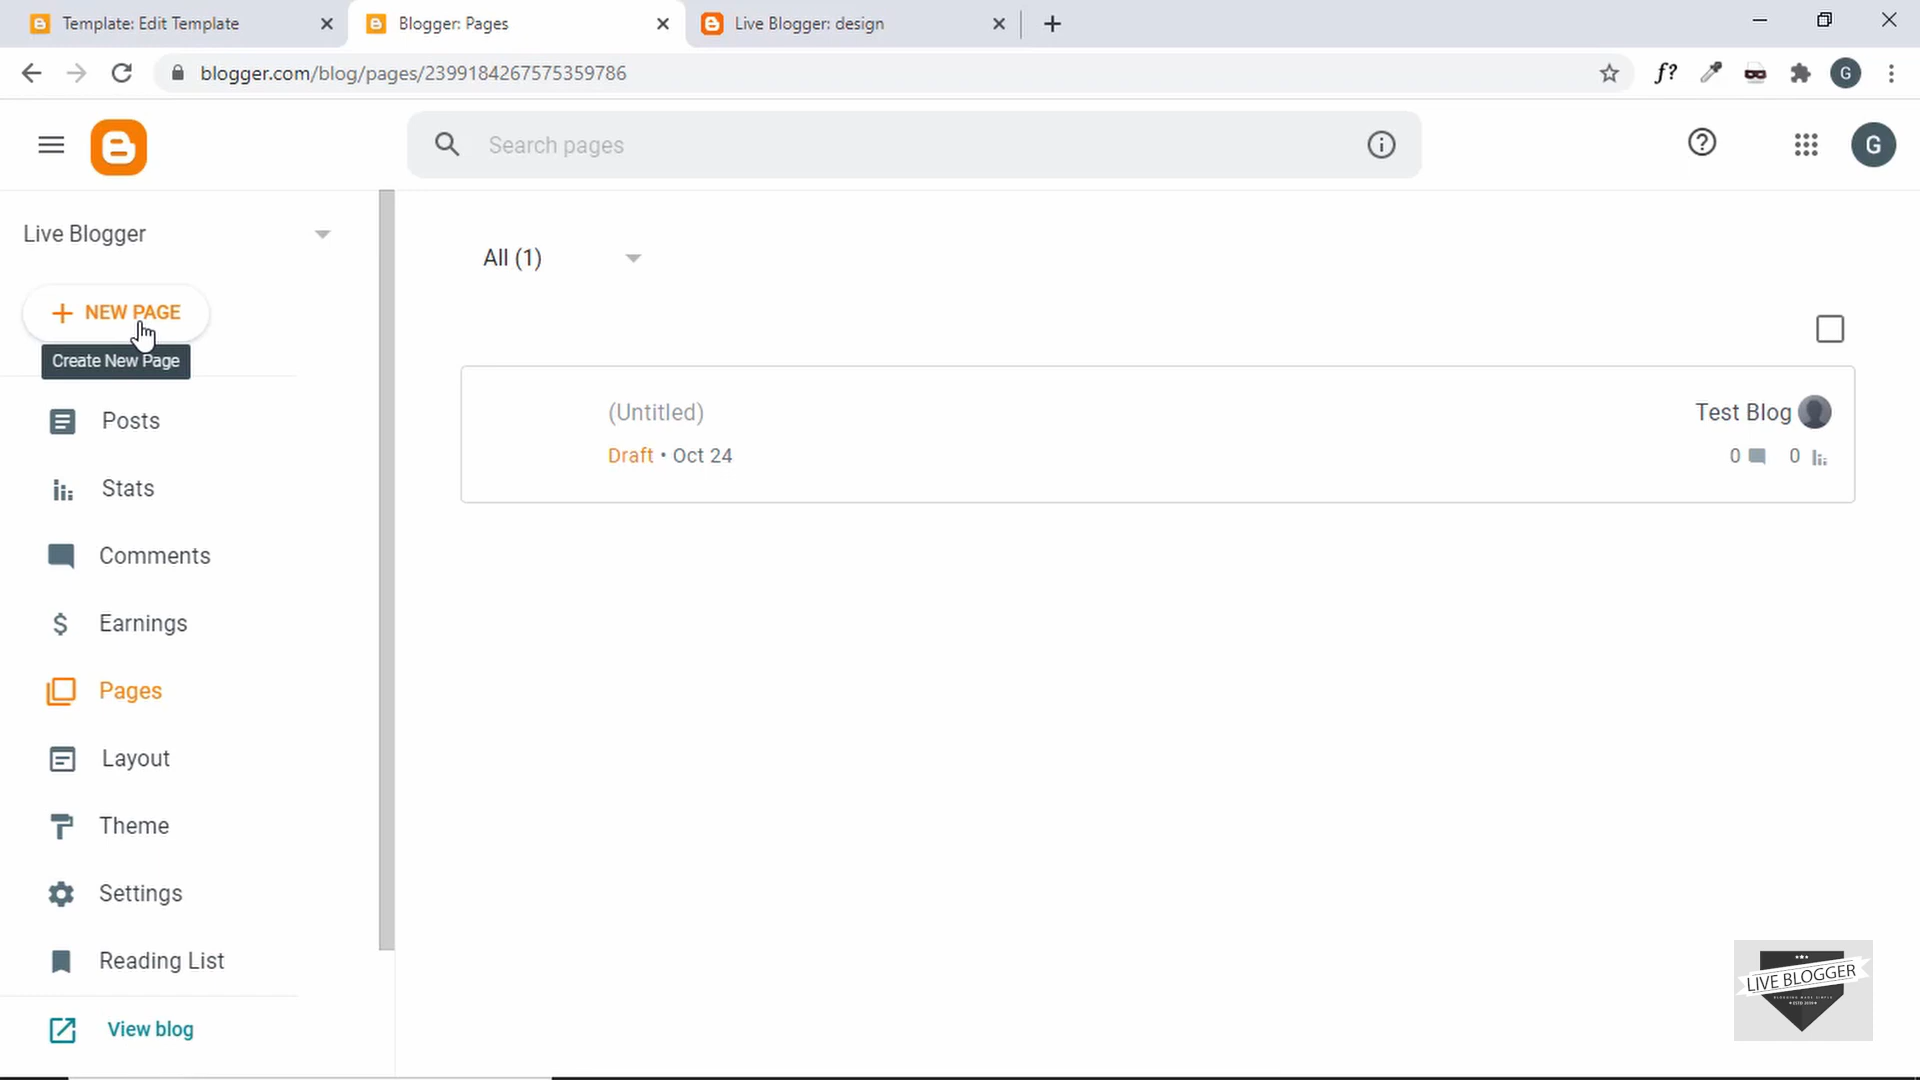 Template: Edit Template
Blogger: Pages
Live Blogger: design
blogger.com/blog/pages/2399184267575359786
f?
G
Search pages
G
Live Blogger
All (1)
NEW PAGE
Create New Page
(Untitled)
Test Blog
Draft • Oct 24
0 0
Posts
Stats
Comments
Earnings
Pages
Layout
Theme
Settings
Reading List
View blog
LIVE BLOGGER